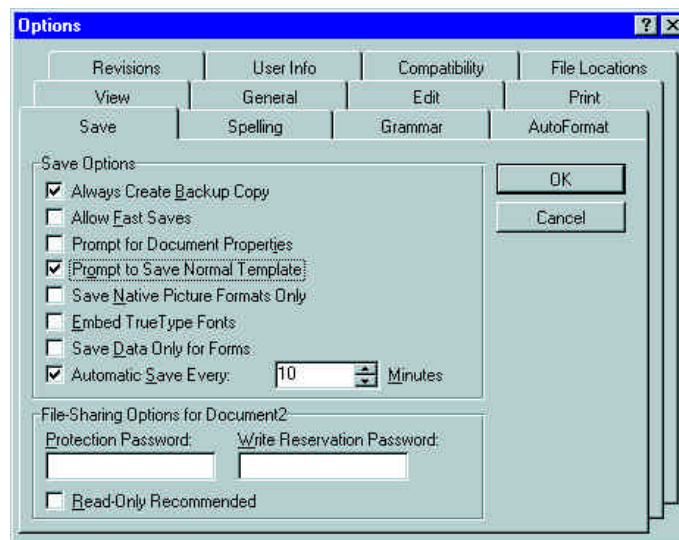 Options
Revisions User Info Compatibility File Locations
View General Edit Print
Save Spelling Grammar AutoFormat
Save Options
Always Create Backup Copy
Allow Fast Saves
Prompt for Document Properties
Prompt to Save Normal Template
Save Native Picture Formats Only
Embed TrueType Fonts
Save Data Only for Forms
Automatic Save Every: 10 Minutes
OK
Cancel
File-Sharing Options for Document2
Protection Password: Write Reservation Password:
Read-Only Recommended